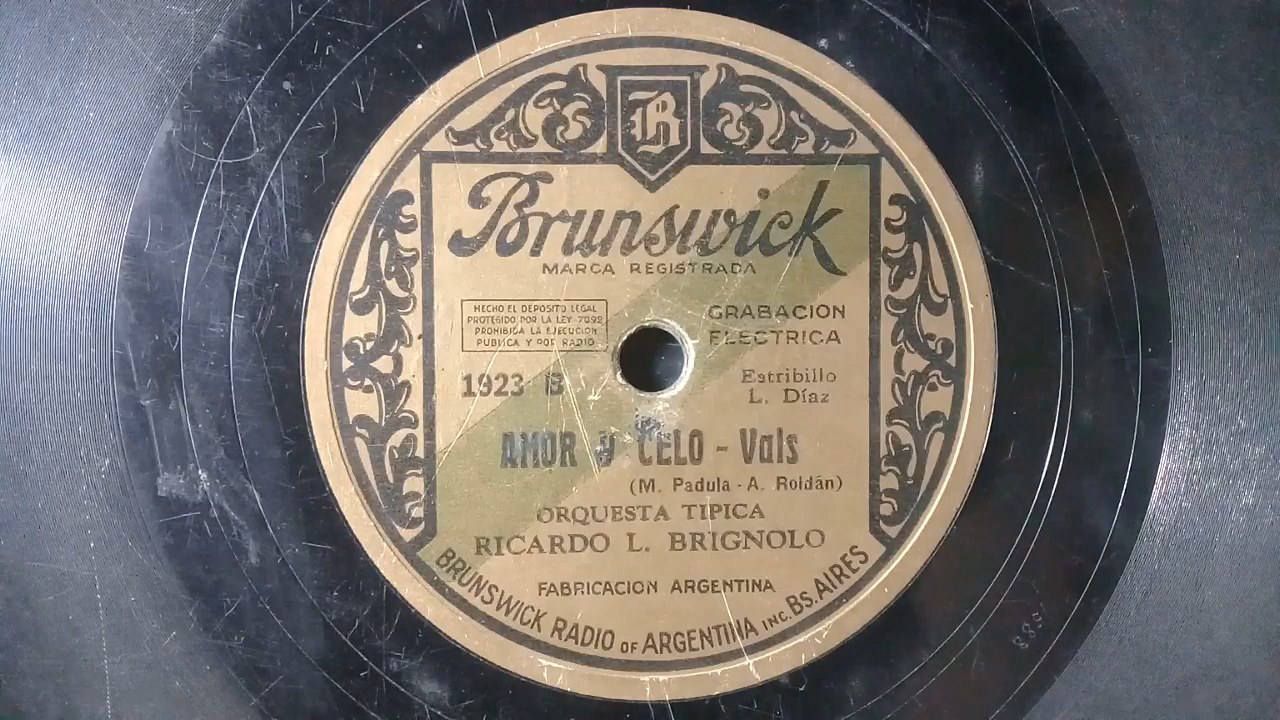 B
Brunswick
MARCA REGISTRADA
HECHO EL DEPOSITO LEGAL
PROTEGIDO POR LA LEY 7092
PROHIBIDA LA EJECUCION
PUBLICA Y POR RADIO
GRABACION
ELECTRICA
1923 B
Estribillo
L. Díaz
AMOR y CELO - Vals
(M. Padula - A. Roldán)
ORQUESTA TIPICA
RICARDO L. BRIGNOLO
FABRICACION ARGENTINA
BRUNSWICK RADIO OF ARGENTINA INC. BS. AIRES